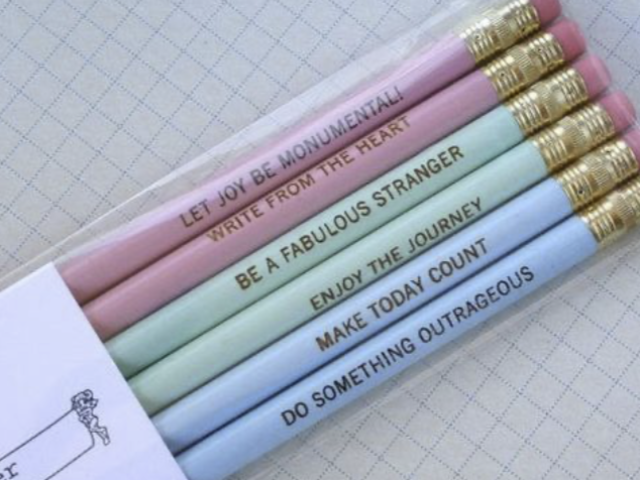 LET JOY BE MONUMENTAL!
WRITE FROM THE HEART
BE A FABULOUS STRANGER
ENJOY THE JOURNEY
MAKE TODAY COUNT
DO SOMETHING OUTRAGEOUS
er